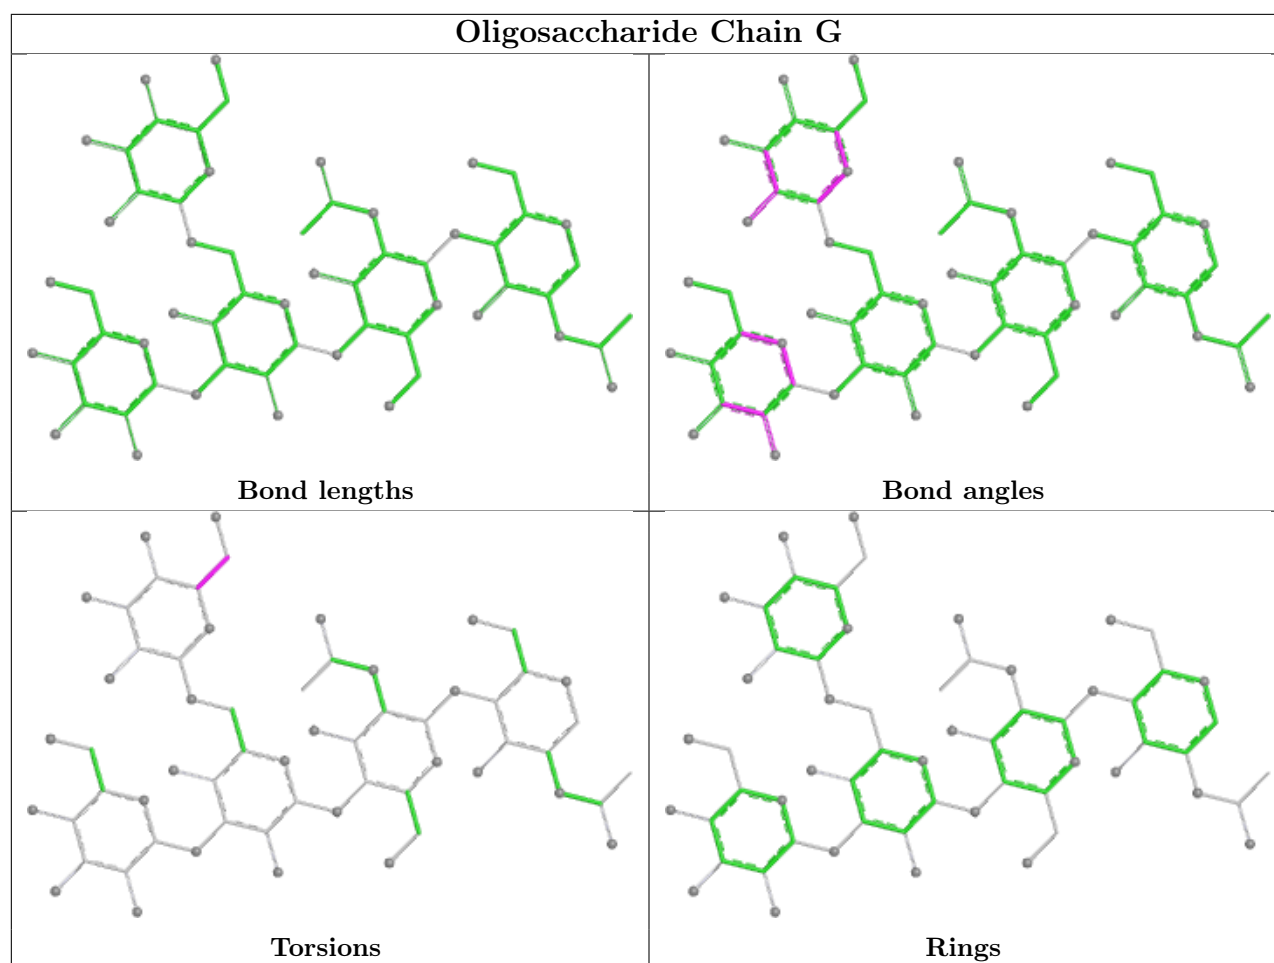 Oligosaccharide Chain G
Bond lengths
Bond angles
Torsions
Rings